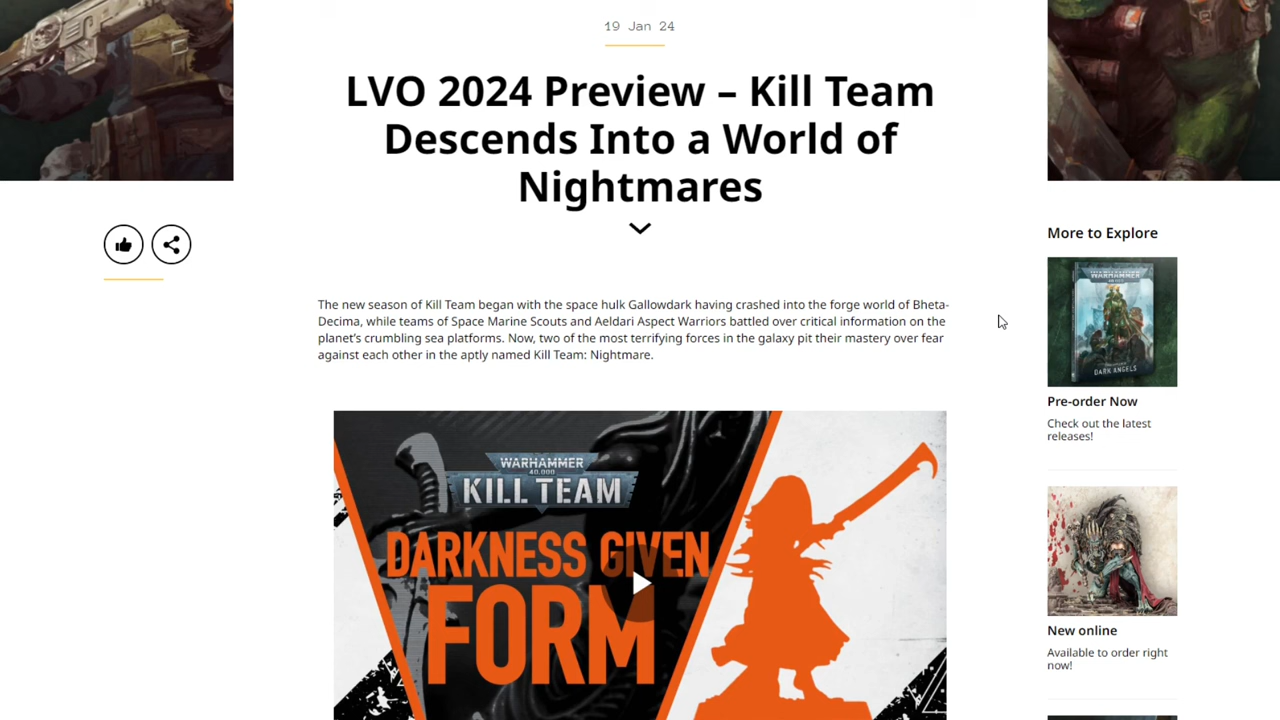 19 Jan 24
LVO 2024 Preview – Kill Team
Descends Into a World of
Nightmares
The new season of Kill Team began with the space hulk Gallowdark having crashed into the forge world of Bheta-
Decima, while teams of Space Marine Scouts and Aeldari Aspect Warriors battled over critical information on the
planet's crumbling sea platforms. Now, two of the most terrifying forces in the galaxy pit their mastery over fear
against each other in the aptly named Kill Team: Nightmare.
WARHAMMER
40,000
KILL TEAM
DARKNESS GIVEN
FORM
More to Explore
WARHAMMER
DARK ANGELS
Pre-order Now
Check out the latest
releases!
New online
Available to order right
now!